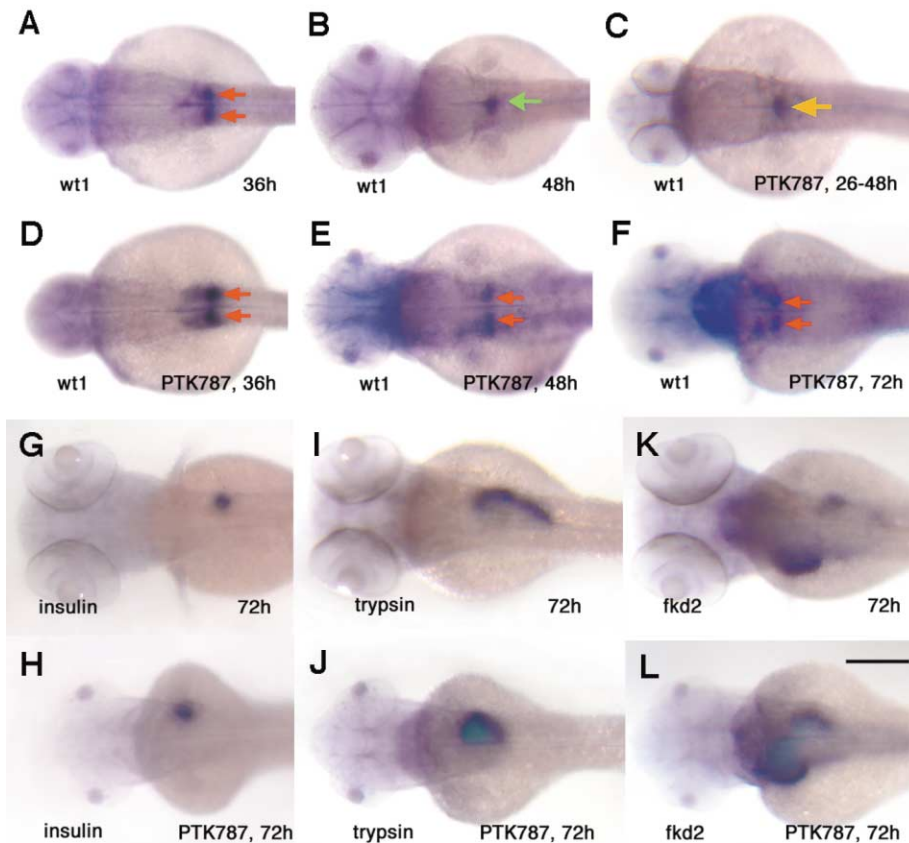 A B C
wt1 36h wt1 48h wt1 PTK787, 26-48h
D E F
wt1 PTK787, 36h wt1 PTK787, 48h wt1 PTK787, 72h
G I K
insulin 72h trypsin 72h fkd2 72h
H J L
insulin PTK787, 72h trypsin PTK787, 72h fkd2 PTK787, 72h